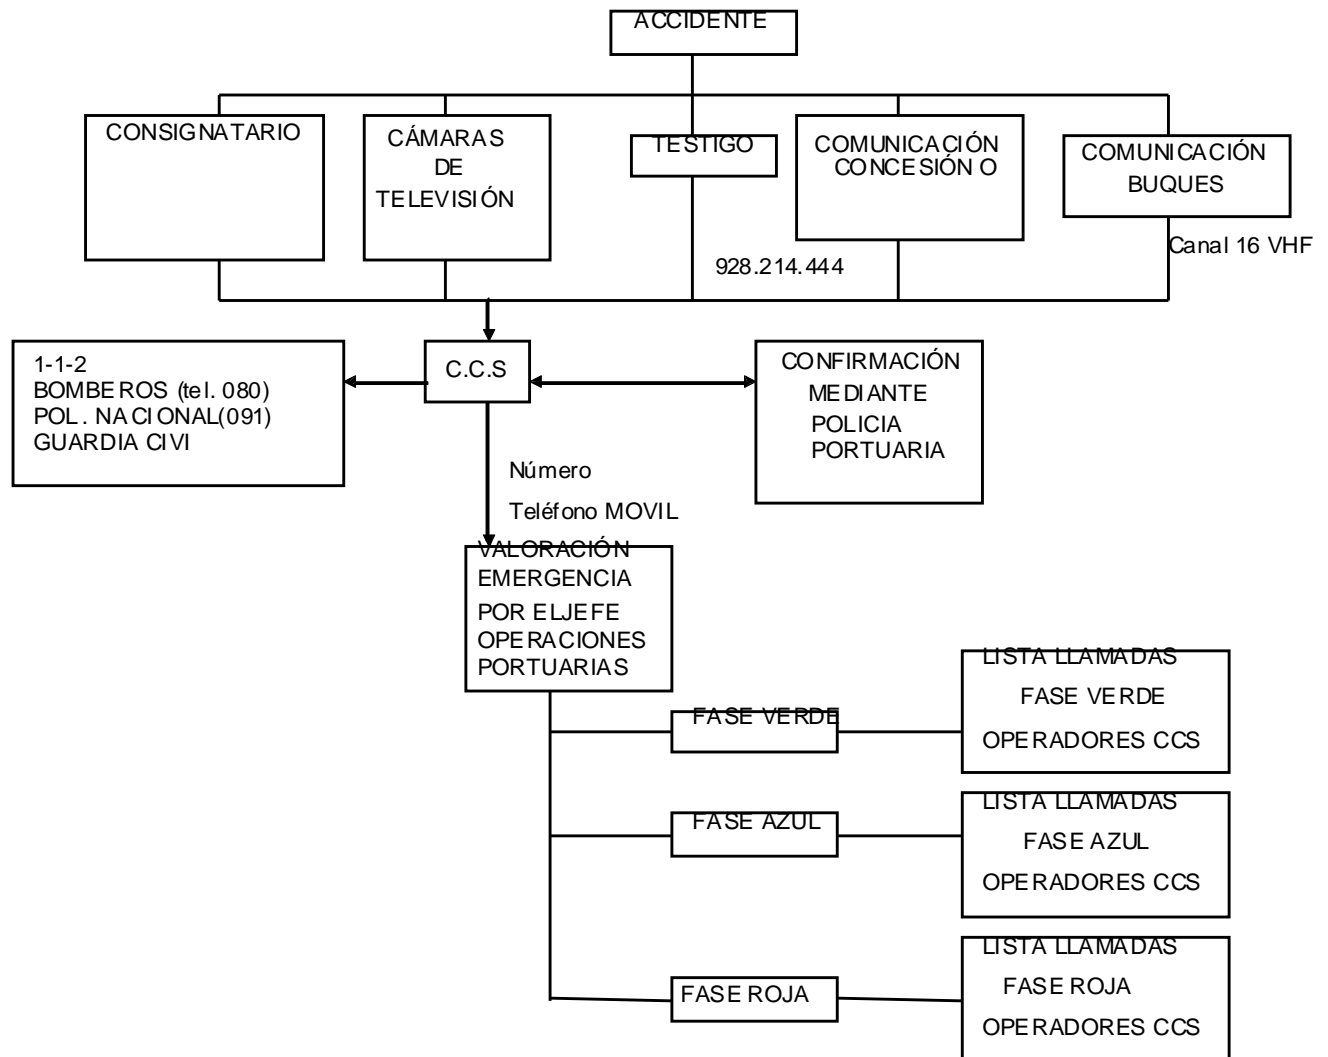 ACCIDENTE
CONSIGNATARIO
CÁMARAS
DE
TELEVISIÓN
TESTIGO
COMUNICACIÓN
CONCESIÓN O
COMUNICACIÓN
BUQUES
928.214.444
Canal 16 VHF
1-1-2
BOMBEROS (tel. 080)
POL. NACIONAL(091)
GUARDIA CIVI
C.C.S
CONFIRMACIÓN
MEDIANTE
POLICIA
PORTUARIA
Número
Teléfono MOVIL
VALORACIÓN
EMERGENCIA
POR ELJEFE
OPERACIONES
PORTUARIAS
FASE VERDE
LISTA LLAMADAS
FASE VERDE
OPERADORES CCS
FASE AZUL
LISTA LLAMADAS
FASE AZUL
OPERADORES CCS
FASE ROJA
LISTA LLAMADAS
FASE ROJA
OPERADORES CCS